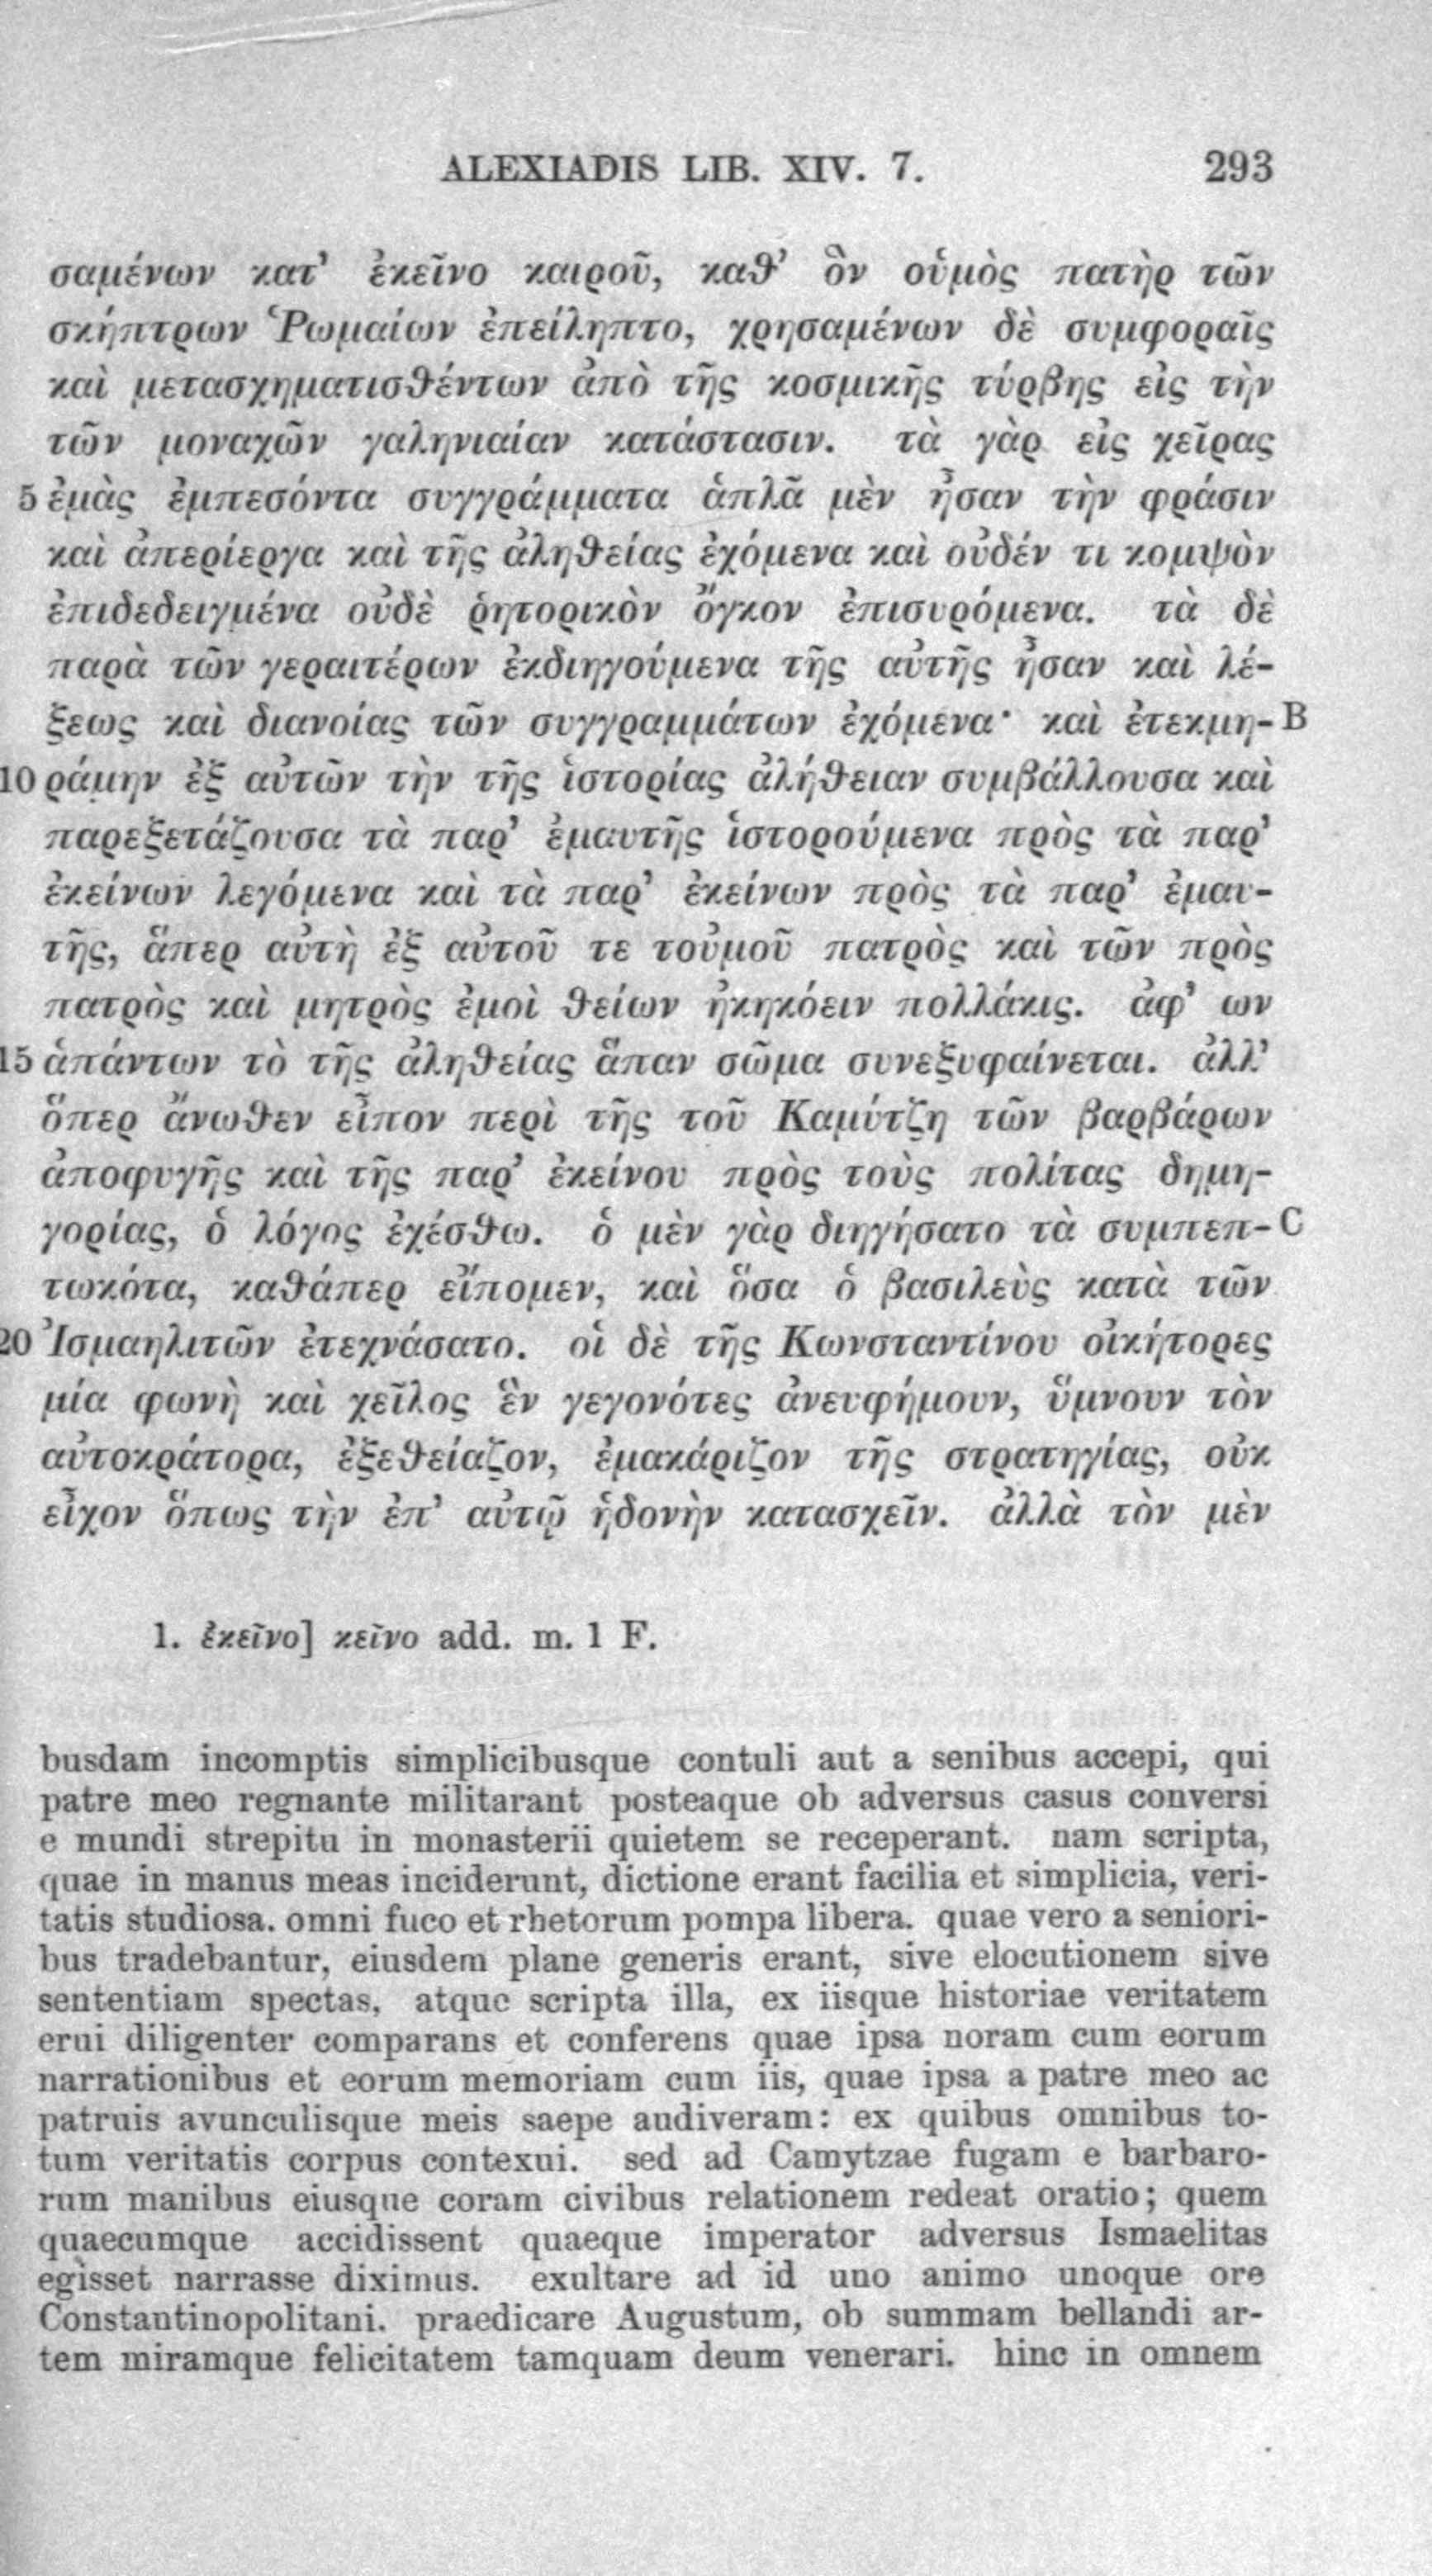 ALEXIADIS LIB. XIV. 7. 293
σαμένων κατ’ ἐκεῖνο καιροῦ, καθ’ ὃν οὑμὸς πατὴρ τῶν
σκήπτρων Ῥωμαίων ἐπείληπτο, χρησαμένων δὲ συμφοραῖς
καὶ μετασχηματισθέντων ἀπὸ τῆς κοσμικῆς τύρβης εἰς τὴν
τῶν μοναχῶν γαληνιαίαν κατάστασιν. τὰ γὰρ εἰς χεῖρας
5 ἐμὰς ἐμπεσόντα συγγράμματα ἁπλᾶ μὲν ἦσαν τὴν φράσιν
καὶ ἀπερίεργα καὶ τῆς ἀληθείας ἐχόμενα καὶ οὐδέν τι κομψὸν
ἐπιδεδειγμένα οὐδὲ ῥητορικὸν ὄγκον ἐπισυρόμενα. τὰ δὲ
παρὰ τῶν γεραιτέρων ἐκδιηγούμενα τῆς αὐτῆς ἦσαν καὶ λέ-
ξεως καὶ διανοίας τῶν συγγραμμάτων ἐχόμενα· καὶ ἐτεκμη- B
10 ράμην ἐξ αὐτῶν τὴν τῆς ἱστορίας ἀλήθειαν συμβάλλουσα καὶ
παρεξετάζουσα τὰ παρ’ ἐμαυτῆς ἱστορούμενα πρὸς τὰ παρ’
ἐκείνων λεγόμενα καὶ τὰ παρ’ ἐκείνων πρὸς τὰ παρ’ ἐμαυ-
τῆς, ἅπερ αὐτὴ ἐξ αὐτοῦ τε τοὐμοῦ πατρὸς καὶ τῶν πρὸς
πατρὸς καὶ μητρὸς ἐμοὶ θείων ἠκηκόειν πολλάκις. ἀφ’ ων
15 ἁπάντων τὸ τῆς ἀληθείας ἅπαν σῶμα συνεξυφαίνεται. ἀλλ’
ὅπερ ἄνωθεν εἶπον περὶ τῆς τοῦ Καμύτζη τῶν βαρβάρων
ἀποφυγῆς καὶ τῆς παρ’ ἐκείνου πρὸς τοὺς πολίτας δημη-
γορίας, ὁ λόγος ἐχέσθω. ὁ μὲν γὰρ διηγήσατο τὰ συμπεπ- C
τωκότα, καθάπερ εἴπομεν, καὶ ὅσα ὁ βασιλεὺς κατὰ τῶν
20 Ἰσμαηλιτῶν ἐτεχνάσατο. οἱ δὲ τῆς Κωνσταντίνου οἰκήτορες
μία φωνὴ καὶ χεῖλος ἓν γεγονότες ἀνευφήμουν, ὕμνουν τὸν
αὐτοκράτορα, ἐξεθείαζον, ἐμακάριζον τῆς στρατηγίας, οὐκ
εἶχον ὅπως τὴν ἐπ’ αὐτῷ ἡδονὴν κατασχεῖν. ἀλλὰ τὸν μὲν
1. ἐκεῖνο] κεῖνο add. m. 1 F.
busdam incomptis simplicibusque contuli aut a senibus accepi, qui
patre meo regnante militarant posteaque ob adversus casus conversi
e mundi strepitu in monasterii quietem se receperant. nam scripta,
quae in manus meas inciderunt, dictione erant facilia et simplicia, veri-
tatis studiosa. omni fuco et rhetorum pompa libera. quae vero a seniori-
bus tradebantur, eiusdem plane generis erant, sive elocutionem sive
sententiam spectas, atque scripta illa, ex iisque historiae veritatem
erui diligenter comparans et conferens quae ipsa noram cum eorum
narrationibus et eorum memoriam cum iis, quae ipsa a patre meo ac
patruis avunculisque meis saepe audiveram: ex quibus omnibus to-
tum veritatis corpus contexui. sed ad Camytzae fugam e barbaro-
rum manibus eiusque coram civibus relationem redeat oratio; quem
quaecumque accidissent quaeque imperator adversus Ismaelitas
egisset narrasse diximus. exultare ad id uno animo unoque ore
Constantinopolitani. praedicare Augustum, ob summam bellandi ar-
tem miramque felicitatem tamquam deum venerari. hinc in omnem